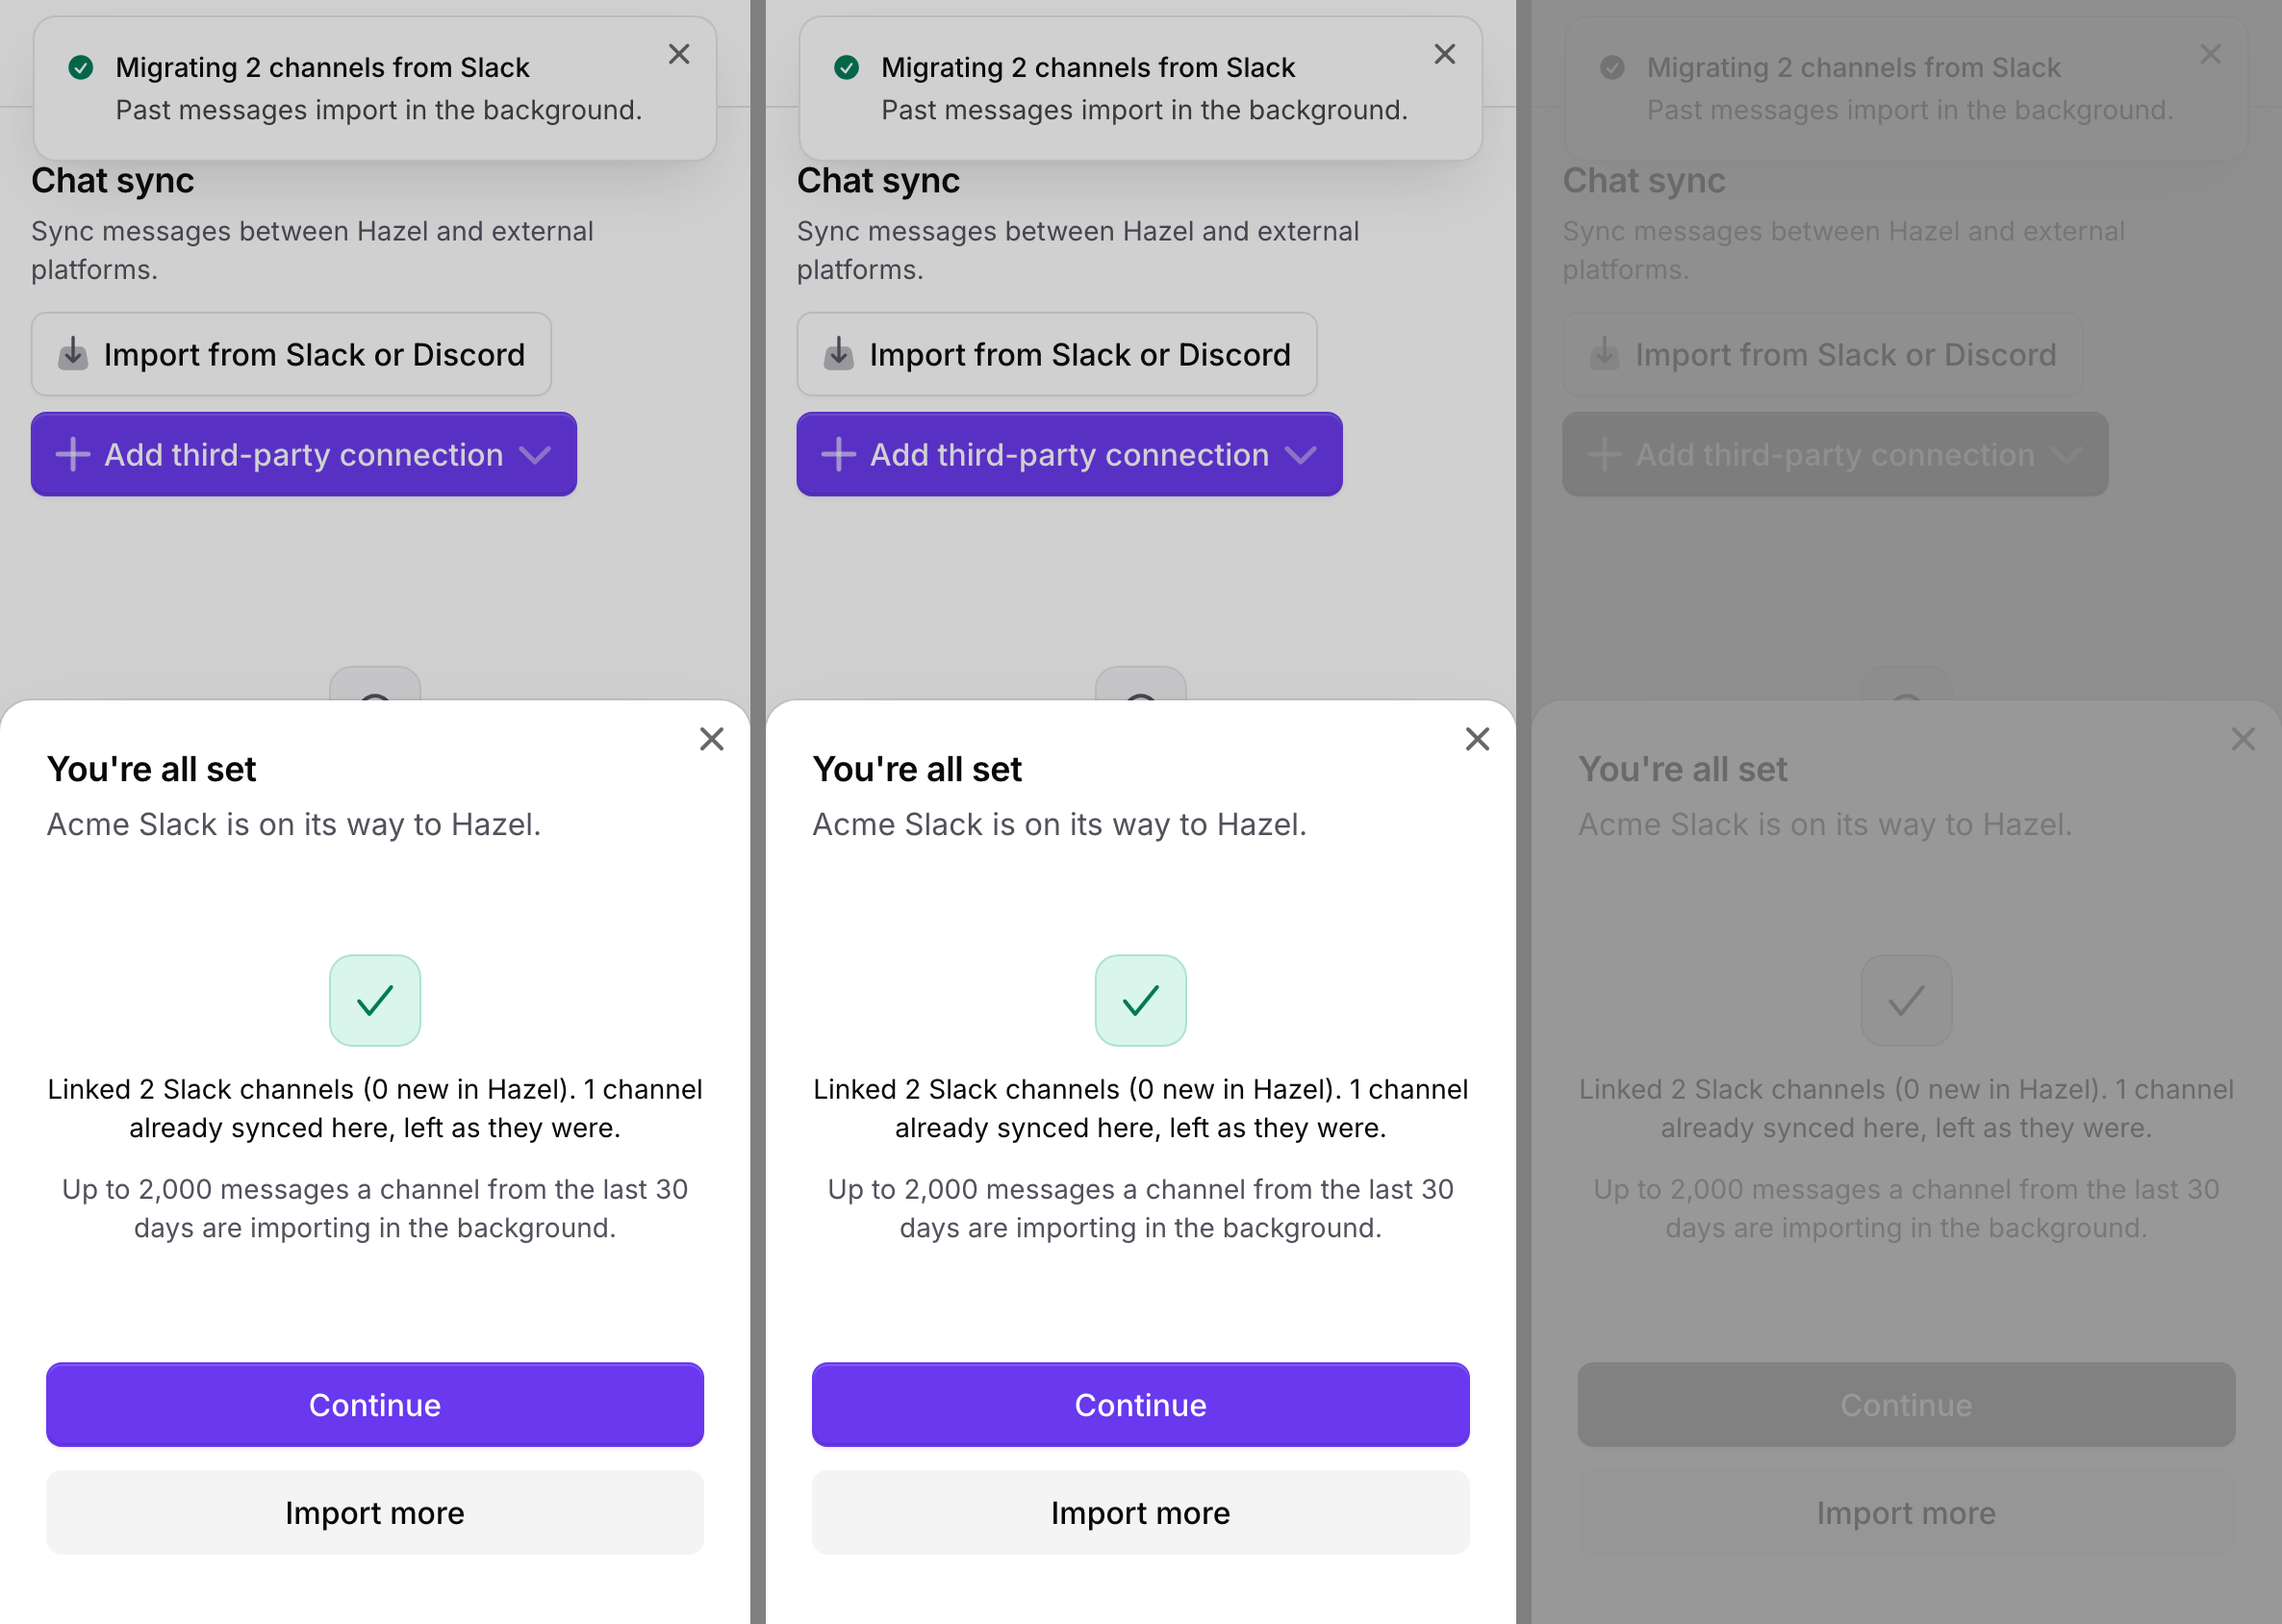 Migrating 2 channels from Slack
Past messages import in the background.
Chat sync
Sync messages between Hazel and external
platforms.
Import from Slack or Discord
Add third-party connection
You're all set
Acme Slack is on its way to Hazel.
Linked 2 Slack channels (0 new in Hazel). 1 channel
already synced here, left as they were.
Up to 2,000 messages a channel from the last 30
days are importing in the background.
Continue
Import more
Migrating 2 channels from Slack
Past messages import in the background.
Chat sync
Sync messages between Hazel and external
platforms.
Import from Slack or Discord
Add third-party connection
You're all set
Acme Slack is on its way to Hazel.
Linked 2 Slack channels (0 new in Hazel). 1 channel
already synced here, left as they were.
Up to 2,000 messages a channel from the last 30
days are importing in the background.
Continue
Import more
Migrating 2 channels from Slack
Past messages import in the background.
Chat sync
Sync messages between Hazel and external
platforms.
Import from Slack or Discord
Add third-party connection
You're all set
Acme Slack is on its way to Hazel.
Linked 2 Slack channels (0 new in Hazel). 1 channel
already synced here, left as they were.
Up to 2,000 messages a channel from the last 30
days are importing in the background.
Continue
Import more